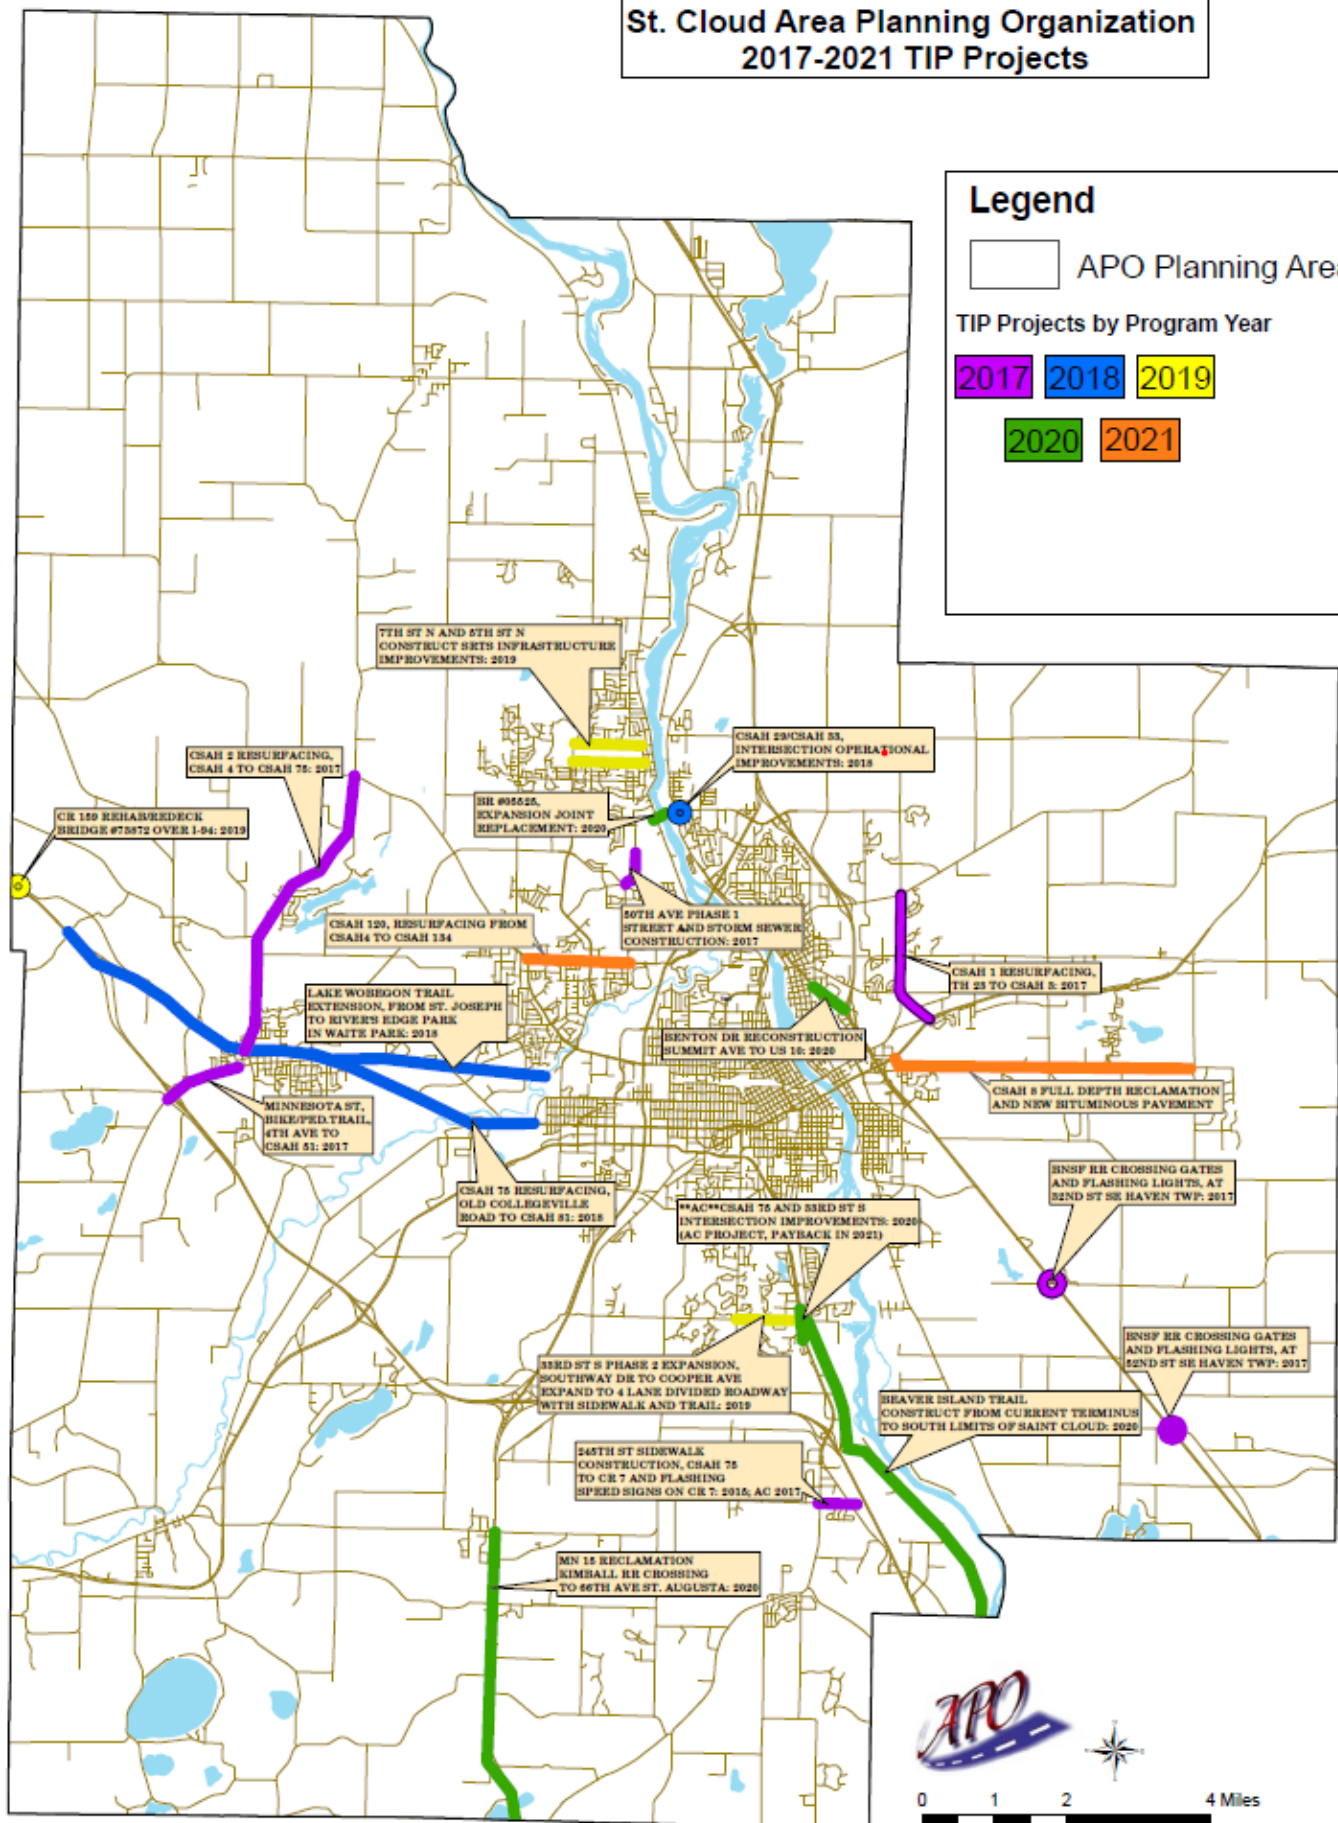 St. Cloud Area Planning Organization
2017-2021 TIP Projects
Legend
APO Planning Area
TIP Projects by Program Year
2017 2018 2019
2020 2021
7TH ST N AND 5TH ST N
CONSTRUCT SRTS INFRASTRUCTURE
IMPROVEMENTS: 2019
CSAH 29/CSAH 33,
INTERSECTION OPERATIONAL
IMPROVEMENTS: 2018
CSAH 2 RESURFACING,
CSAH 4 TO CSAH 75: 2017
BR #05525,
EXPANSION JOINT
REPLACEMENT: 2020
CR 159 REHAB/REDECK
BRIDGE #73872 OVER I-94: 2019
50TH AVE PHASE 1
STREET AND STORM SEWER
CONSTRUCTION: 2017
CSAH 120, RESURFACING FROM
CSAH4 TO CSAH 134
CSAH 1 RESURFACING,
TH 23 TO CSAH 3: 2017
LAKE WOBEGON TRAIL
EXTENSION, FROM ST. JOSEPH
TO RIVER'S EDGE PARK
IN WAITE PARK: 2018
BENTON DR RECONSTRUCTION
SUMMIT AVE TO US 10: 2020
CSAH 8 FULL DEPTH RECLAMATION
AND NEW BITUMINOUS PAVEMENT
MINNESOTA ST,
BIKE/PED.TRAIL,
4TH AVE TO
CSAH 51: 2017
BNSF RR CROSSING GATES
AND FLASHING LIGHTS, AT
32ND ST SE HAVEN TWP: 2017
CSAH 75 RESURFACING,
OLD COLLEGEVILLE
ROAD TO CSAH 81: 2018
**AC**CSAH 75 AND 33RD ST S
INTERSECTION IMPROVEMENTS: 2020
(AC PROJECT, PAYBACK IN 2021)
BNSF RR CROSSING GATES
AND FLASHING LIGHTS, AT
52ND ST SE HAVEN TWP: 2017
33RD ST S PHASE 2 EXPANSION,
SOUTHWAY DR TO COOPER AVE
EXPAND TO 4 LANE DIVIDED ROADWAY
WITH SIDEWALK AND TRAIL: 2019
BEAVER ISLAND TRAIL
CONSTRUCT FROM CURRENT TERMINUS
TO SOUTH LIMITS OF SAINT CLOUD: 2020
245TH ST SIDEWALK
CONSTRUCTION, CSAH 75
TO CR 7 AND FLASHING
SPEED SIGNS ON CR 7: 2015; AC 2017
MN 15 RECLAMATION
KIMBALL RR CROSSING
TO 66TH AVE ST. AUGUSTA: 2020
APO
0 1 2 4 Miles